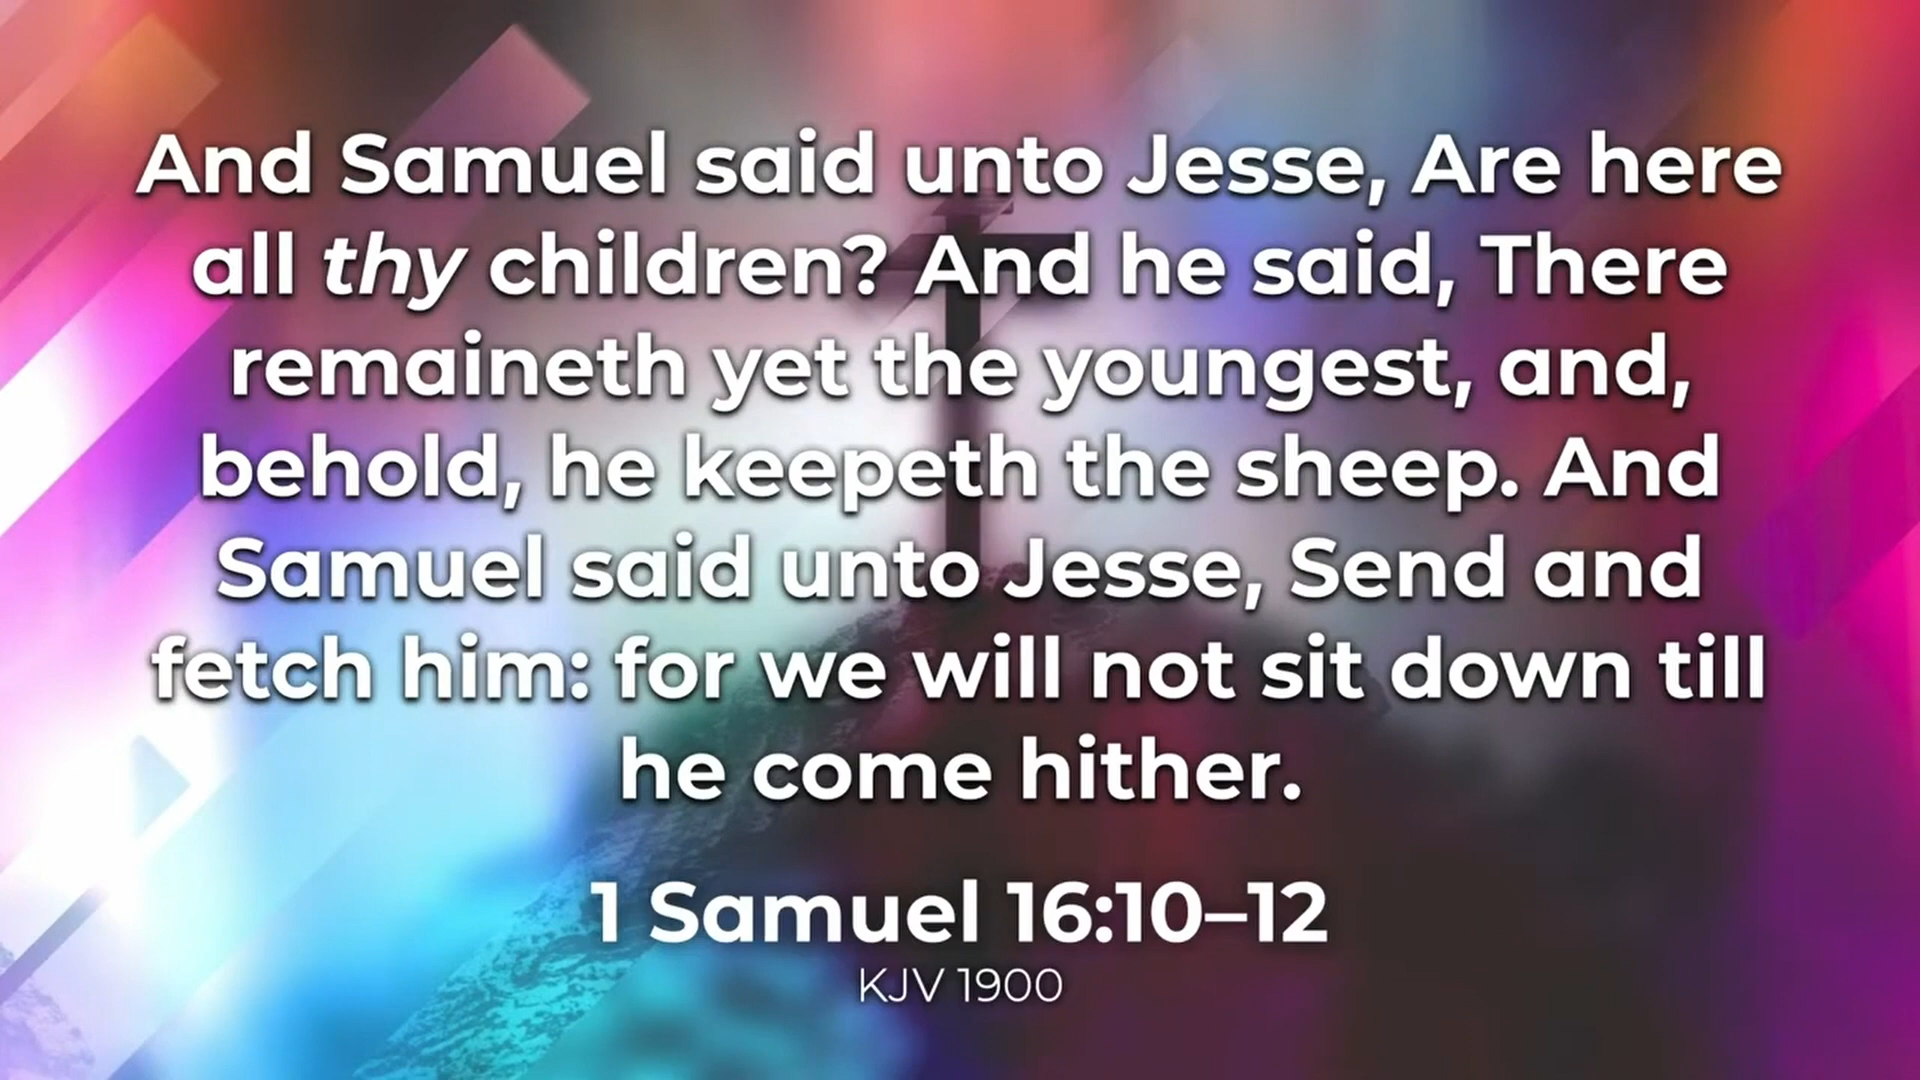 And Samuel said unto Jesse, Are here
all thy children? And he said, There
remaineth yet the youngest, and,
behold, he keepeth the sheep. And
Samuel said unto Jesse, Send and
fetch him: for we will not sit down till
he come hither.
1 Samuel 16:10–12
KJV 1900